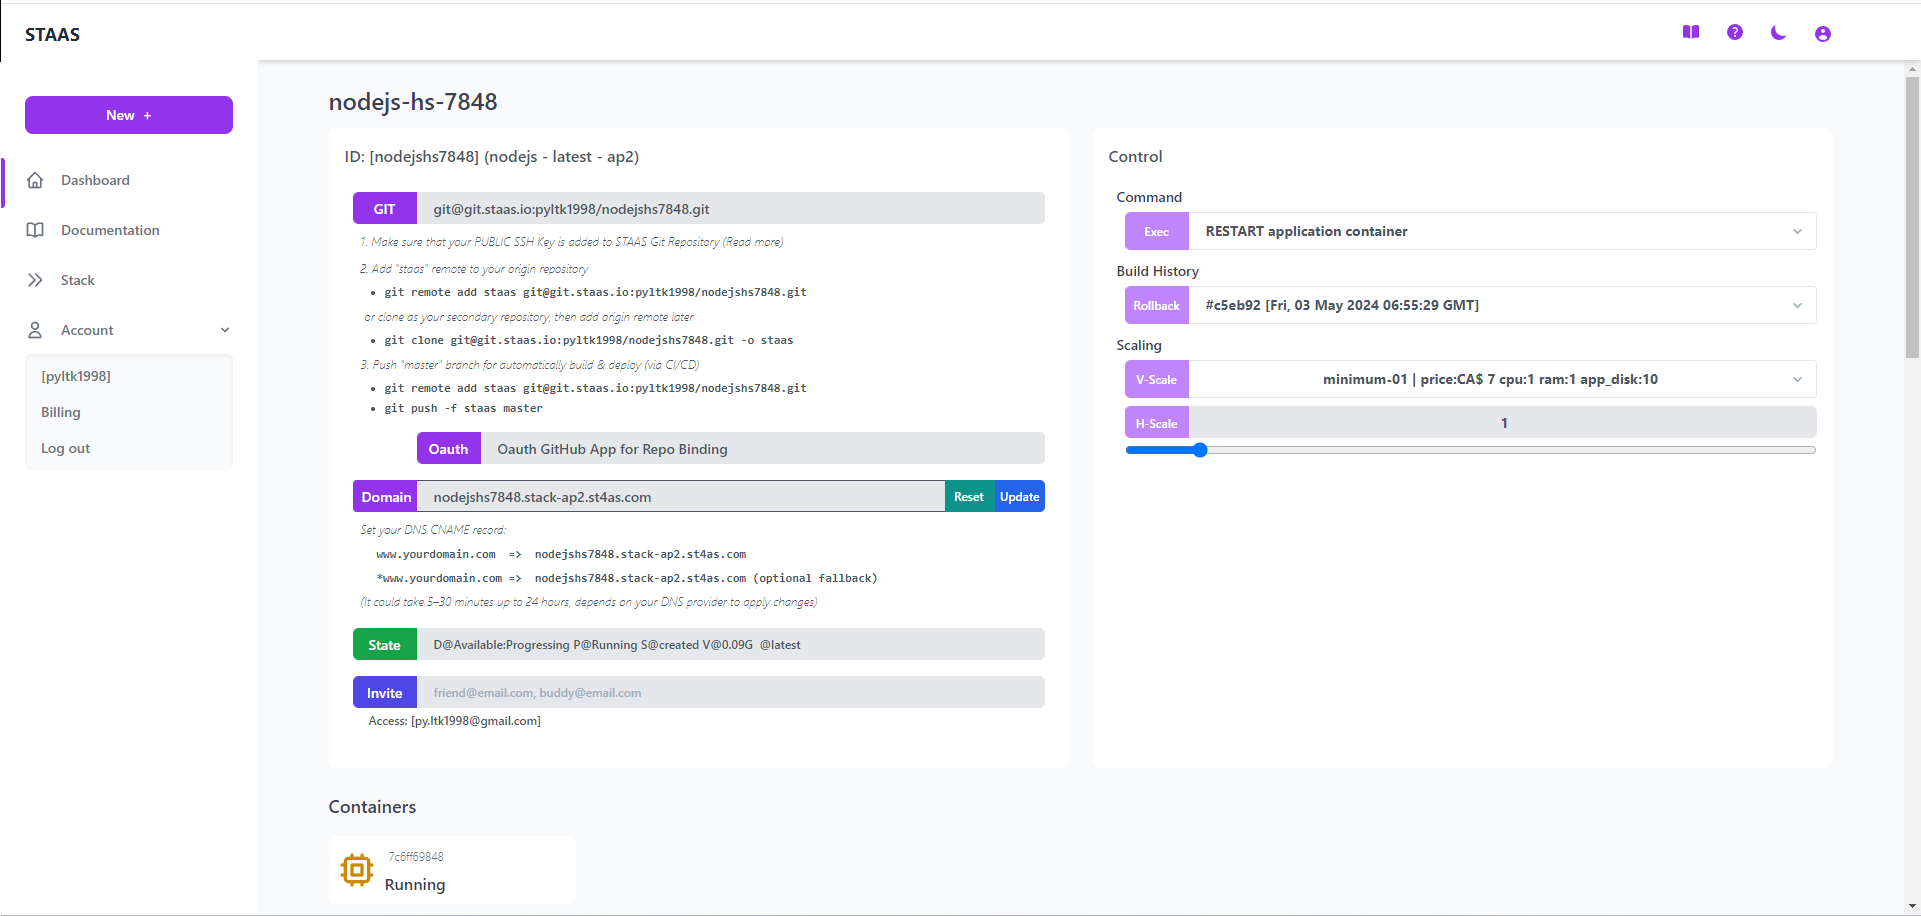 STAAS
New +
Dashboard
Documentation
Stack
Account
[pyltk1998]
Billing
Log out
nodejs-hs-7848
ID: [nodejshs7848] (nodejs - latest - ap2)
GIT git@git.staas.io:pyltk1998/nodejshs7848.git
1. Make sure that your PUBLIC SSH Key is added to STAAS Git Repository (Read more)
2. Add "staas" remote to your origin repository
• git remote add staas git@git.staas.io:pyltk1998/nodejshs7848.git
or clone as your secondary repository, then add origin remote later
• git clone git@git.staas.io:pyltk1998/nodejshs7848.git -o staas
3. Push "master" branch for automatically build & deploy (via CI/CD)
• git remote add staas git@git.staas.io:pyltk1998/nodejshs7848.git
• git push -f staas master
Oauth Oauth GitHub App for Repo Binding
Domain nodejshs7848.stack-ap2.st4as.com Reset Update
Set your DNS CNAME record:
www.yourdomain.com => nodejshs7848.stack-ap2.st4as.com
*www.yourdomain.com => nodejshs7848.stack-ap2.st4as.com (optional fallback)
(It could take 5–30 minutes up to 24 hours, depends on your DNS provider to apply changes)
State D@Available:Progressing P@Running S@created V@0.09G @latest
Invite friend@email.com, buddy@email.com
Access: [py.ltk1998@gmail.com]
Control
Command
Exec RESTART application container
Build History
Rollback #c5eb92 [Fri, 03 May 2024 06:55:29 GMT]
Scaling
V-Scale minimum-01 | price:CA$ 7 cpu:1 ram:1 app_disk:10
H-Scale 1
Containers
7c6ff69848
Running